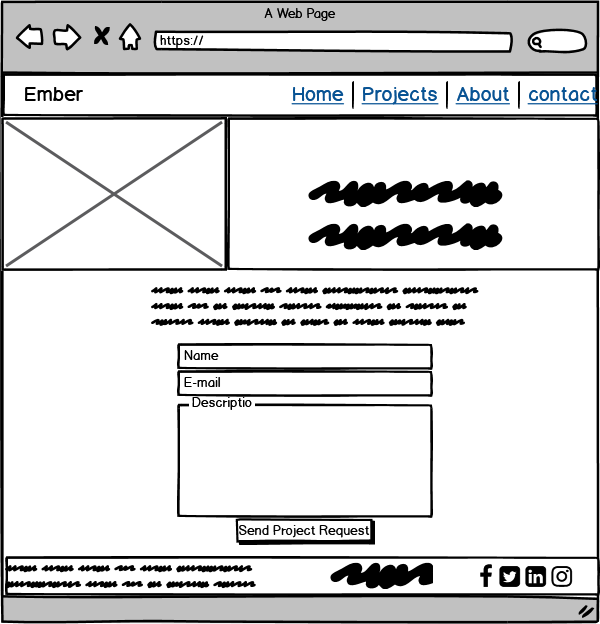 A Web Page
https://
Ember
Home Projects About contact
Name
E-mail
Descriptio
Send Project Request